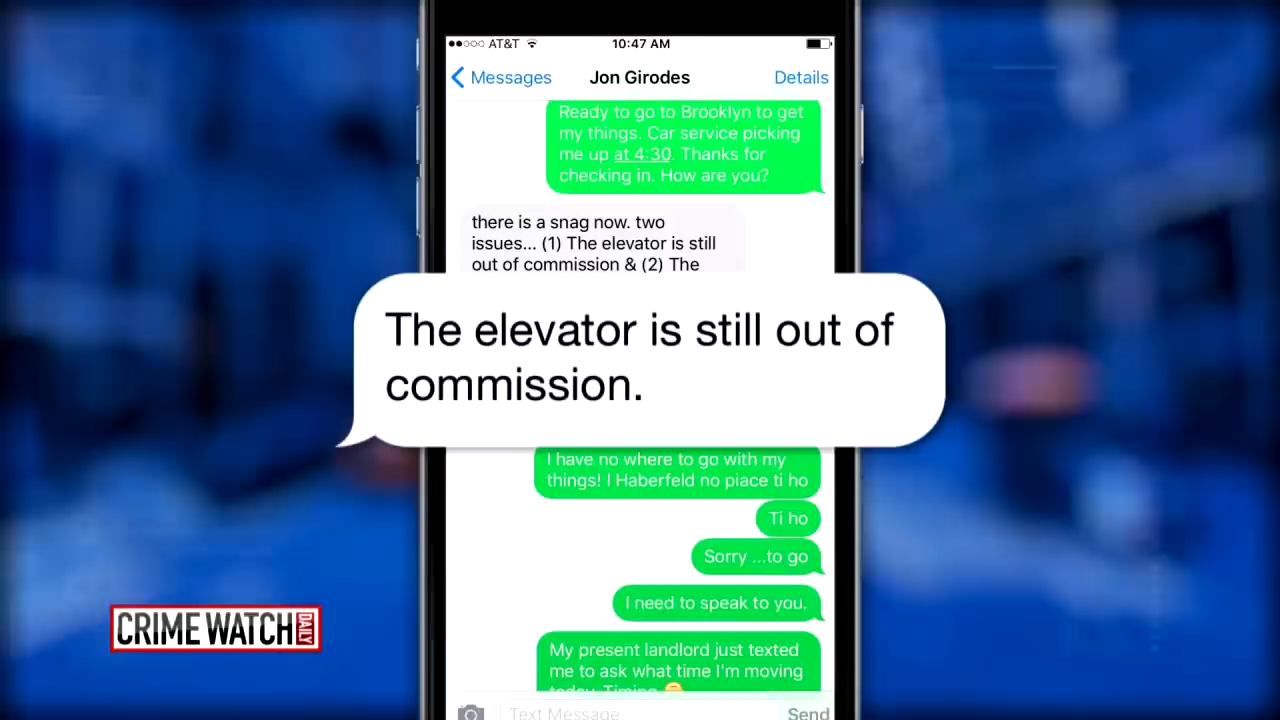 AT&T 10:47 AM
Messages Jon Girodes Details
Ready to go to Brooklyn to get
my things. Car service picking
me up at 4:30. Thanks for
checking in. How are you?
there is a snag now. two
issues... (1) The elevator is still
out of commission & (2) The
The elevator is still out of
commission.
I have no where to go with my
things! I Haberfeld no piace ti ho
Ti ho
Sorry ...to go
I need to speak to you.
My present landlord just texted
me to ask what time I'm moving
today. Timing
Text Message Send
CRIME WATCH DAILY